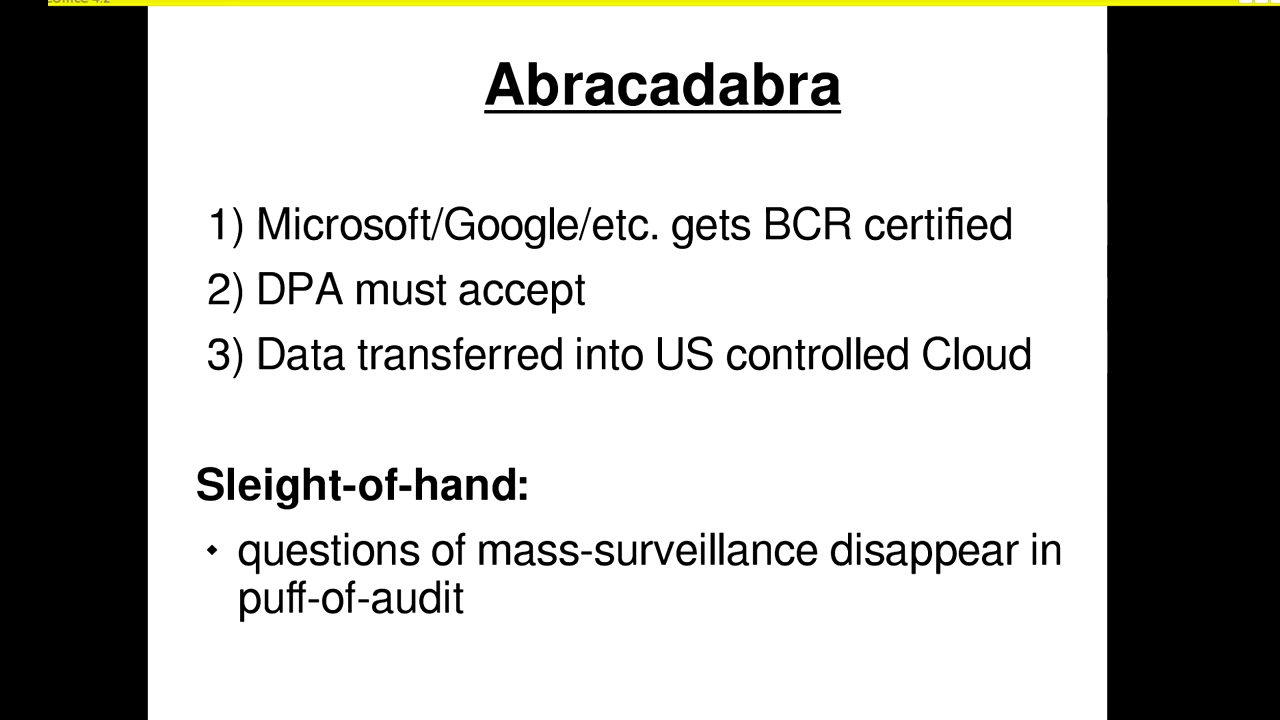 Abracadabra
1) Microsoft/Google/etc. gets BCR certified
2) DPA must accept
3) Data transferred into US controlled Cloud
Sleight-of-hand:
questions of mass-surveillance disappear in
puff-of-audit